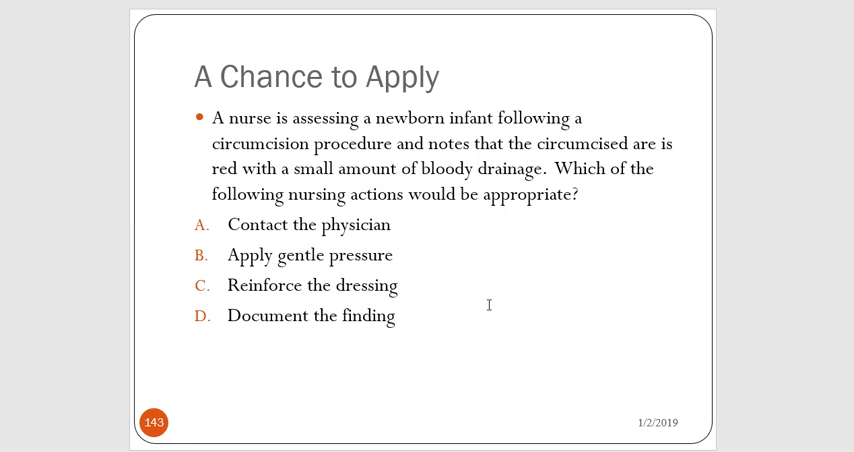 A Chance to Apply
• A nurse is assessing a newborn infant following a
circumcision procedure and notes that the circumcised are is
red with a small amount of bloody drainage. Which of the
following nursing actions would be appropriate?
A. Contact the physician
B. Apply gentle pressure
C. Reinforce the dressing
D. Document the finding
143
1/2/2019